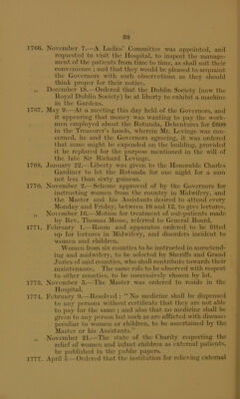 38
1766. November 7.—A Ladies' Committee was appointed, and
requested to visit the Hospital, to inspect the manage-
ment of the patients from time to time, as shall suit their
convenience; and that they would be pleased to acquaint
the Governors with such observations as they should
think proper for their notice.
„ December 18.—Ordered that the Dublin Society (now the
Royal Dublin Society) be at liberty to exhibit a machine
in the Gardens.
1767. May 9.—At a meeting this day held of the Governors, and
it appearing that money was wanting to pay the work-
men employed about the Rotunda, Debentures for £600
in the Treasurer's hands, wherein Mr. Levinge was con-
cerned, he and the Governors agreeing, it was ordered
that same might be expended on the building, provided
it be replaced for the purpose mentioned in the will of
the late Sir Richard Levinge.
1768. January 22.—Liberty was given to the Honorable Charles
Gardiner to let the Rotunda for one night for a sum
not less than sixty guineas.
1770. November 2.—Scheme approved of by the Governors for
instructing women from the country in Midwifery, and
the Master and his Assistants desired to attend every
Monday and Friday, between 10 and 12, to give lectures.
„ November 16.—Motion for treatment of out-patients made
by Rev. Thomas Mosse, referred to General Board.
1771. February 1.—Room and apparatus ordered to be fitted
up for lectures in Midwifery, and disorders incident to
women and children.
Women from six counties to be instructed in nursetend-
ing and midwifery, to be selected by Sheriffs and Grand
Juries of said counties, who shall contribute towards their
maintenance. The same rule to be observed with respect
to other counties, to be successively chosen by lot.
1773. November 5.—The Master was ordered to reside in the
Hospital.
1774. February 9.—Resolved: "No medicine shall be dispensed
to any persons without certificate that they are not able
to pay for the same; and also that no medicine shall be
given to any person but such as are afflicted with diseases
peculiar to women or children, to be ascertained by the
Master or his Assistants."
„ November 21.—The state of the Charity respecting the
relief of women and infant children as external patients,
be published in the public papers.
1777. April 5.—Ordered that the institution for relieving external